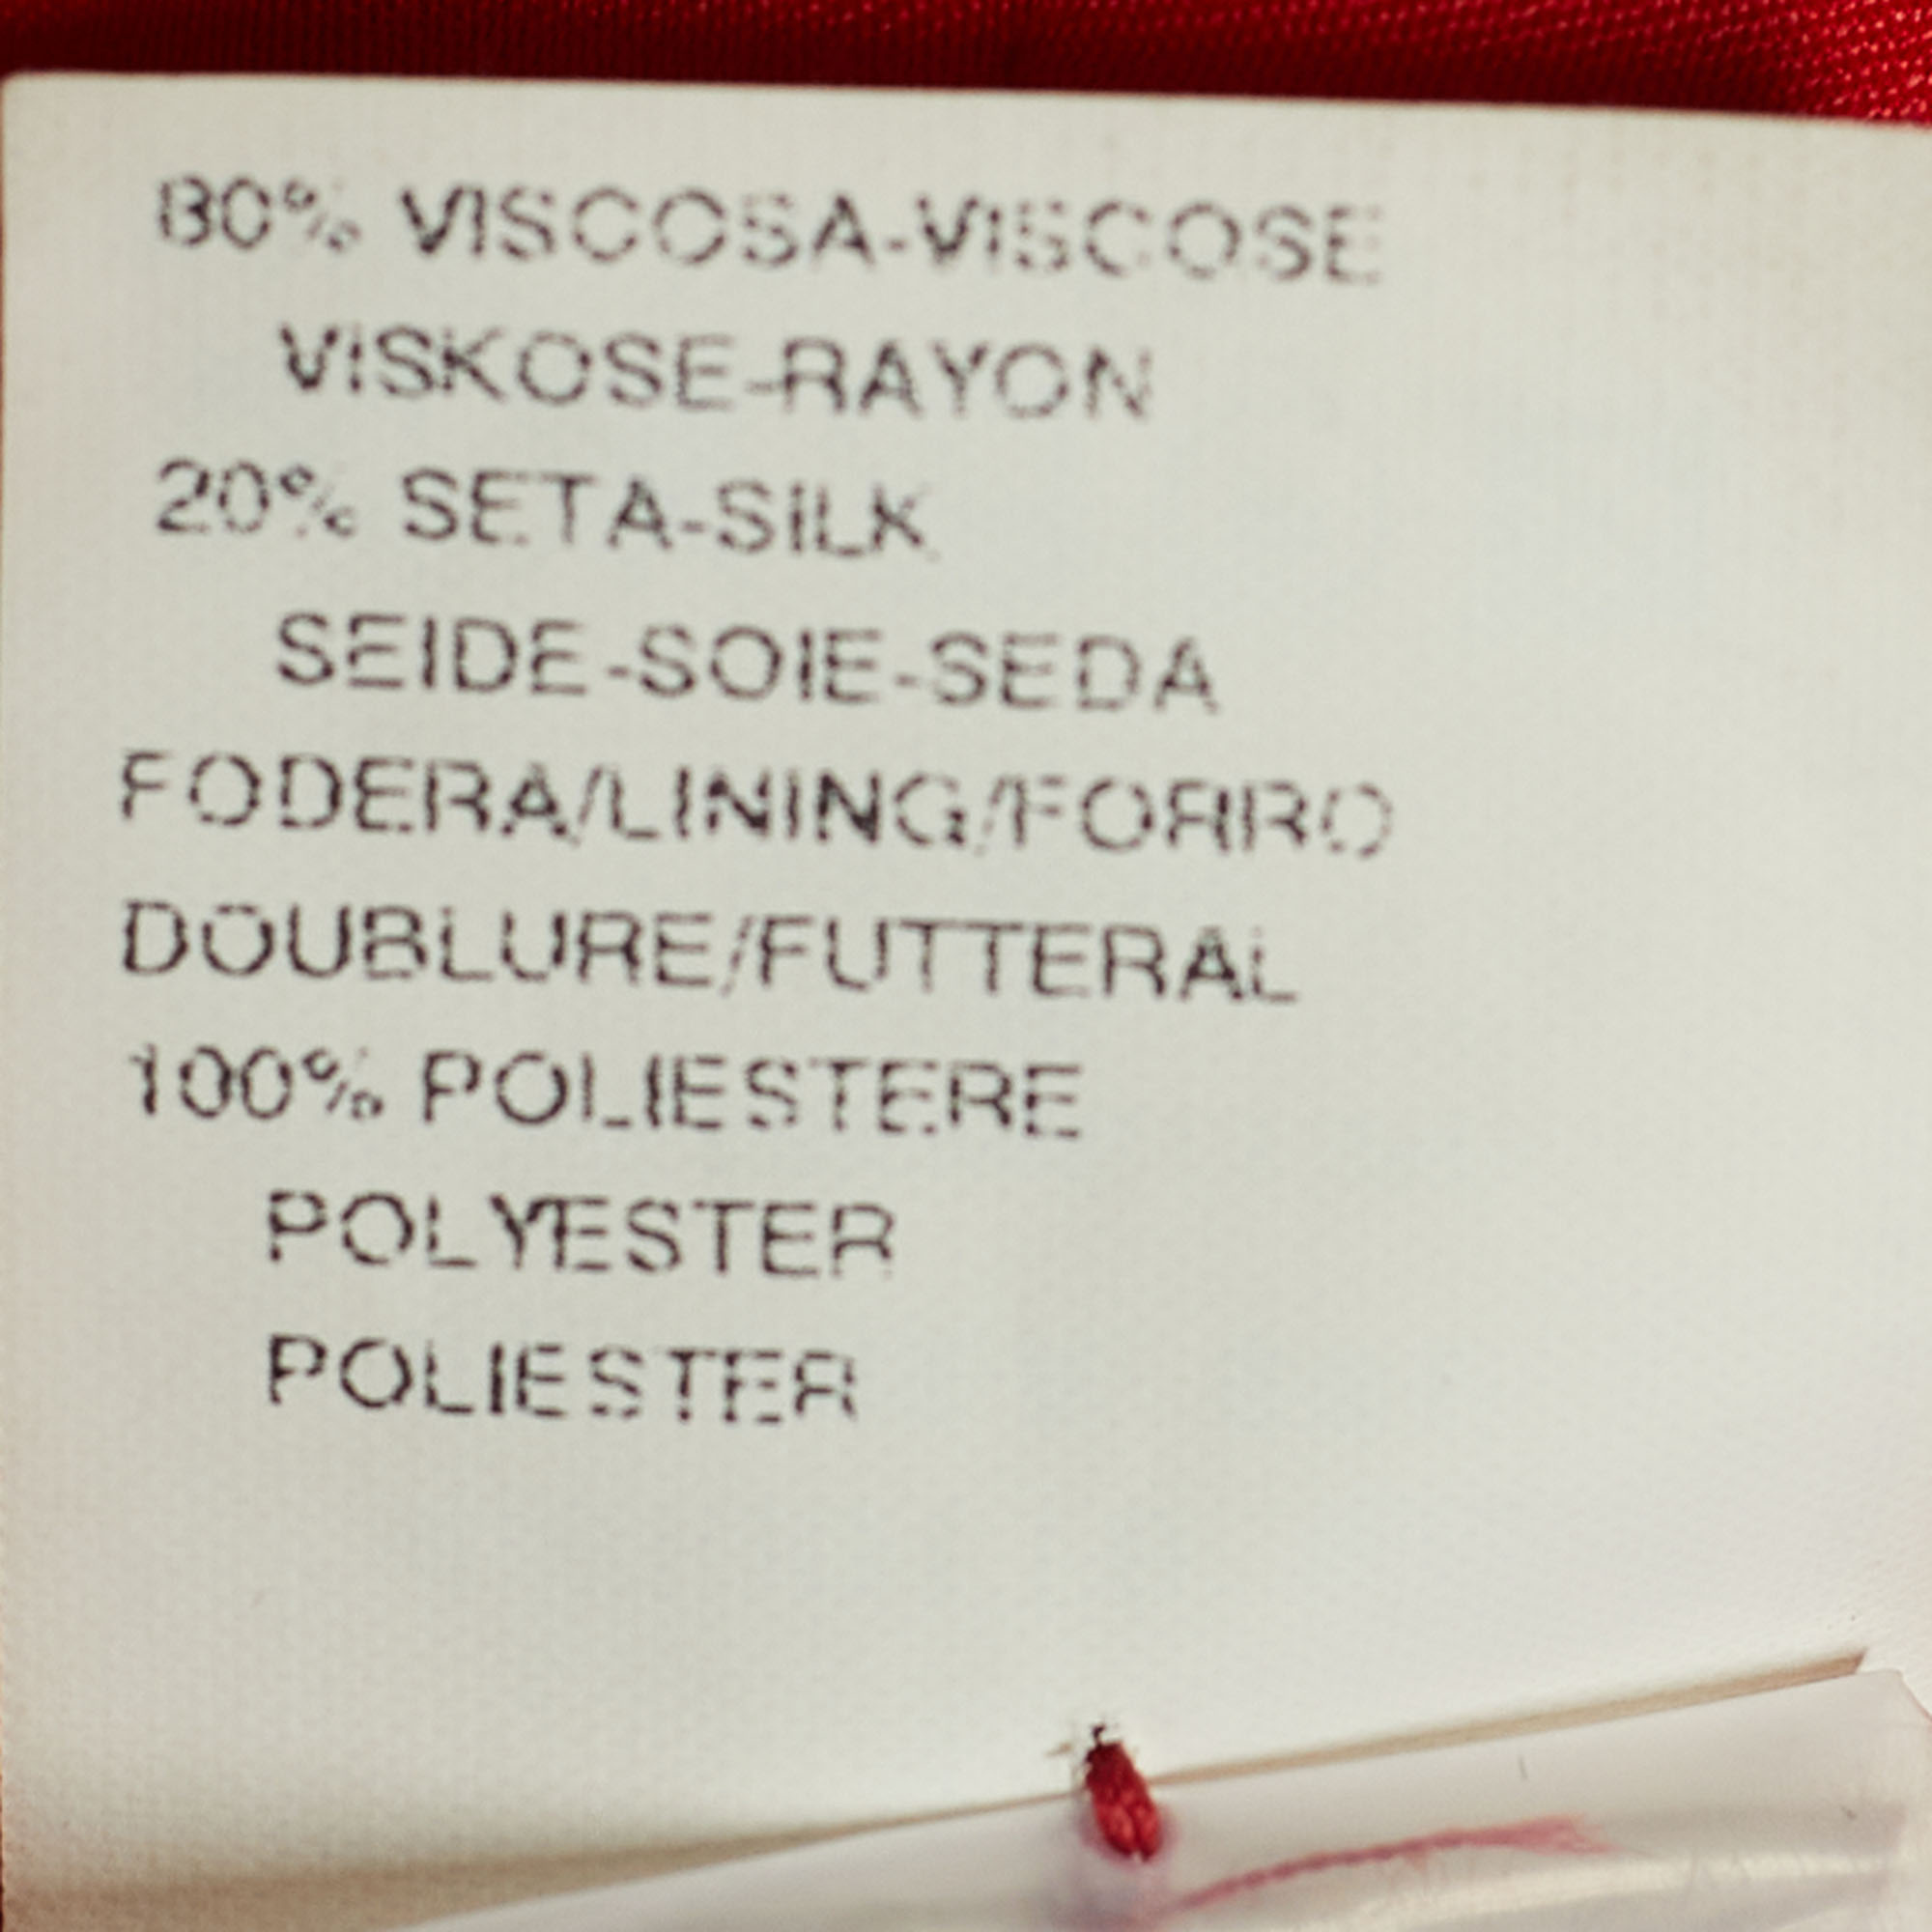 80% VISCOSA-VISCOSE
VISKOSE-RAYON
20% SETA-SILK
SEIDE-SOIE-SEDA
FODERA/LINING/FORRO
DOUBLURE/FUTTERAL
100% POLIESTERE
POLYESTER
POLIESTER